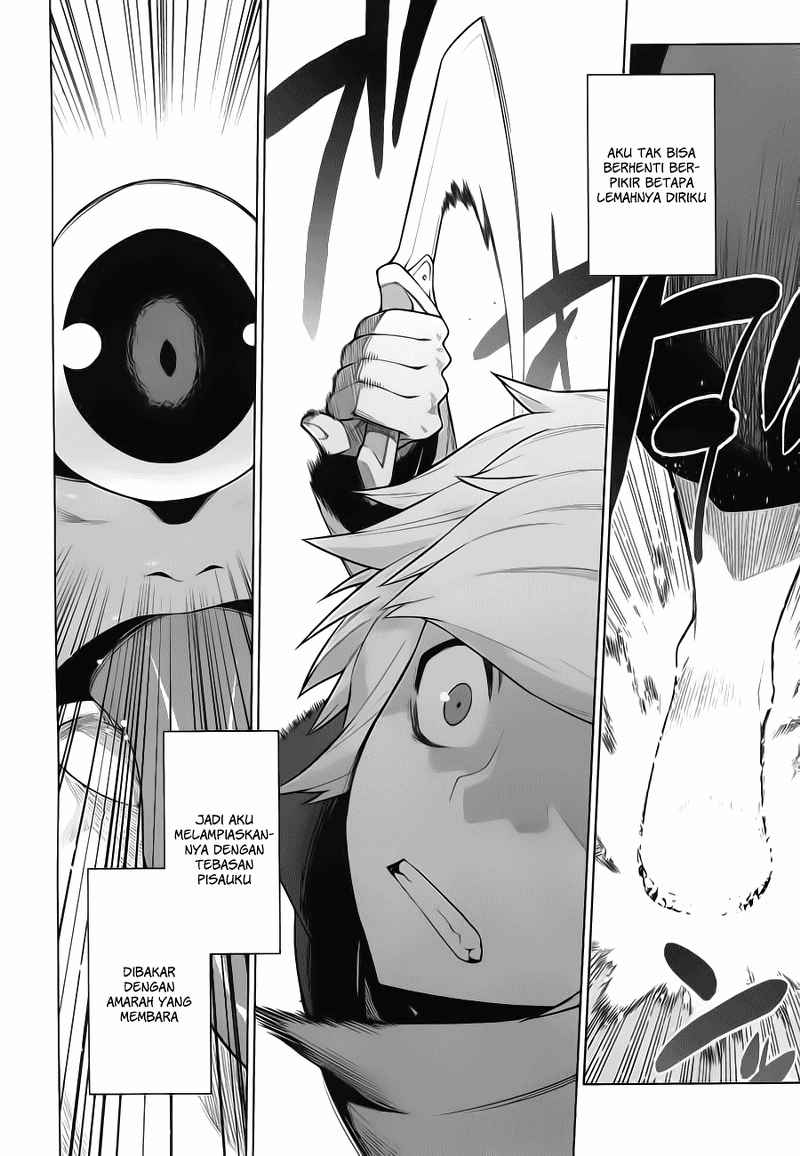 AKU TAK BISA
BERHENTI BER-
PIKIR BETAPA
LEMAHNYA DIRIKU
JADI AKU
MELAMPIASKAN-
NYA DENGAN
TEBASAN
PISAUKU
DIBAKAR
DENGAN
AMARAH YANG
MEMBARA